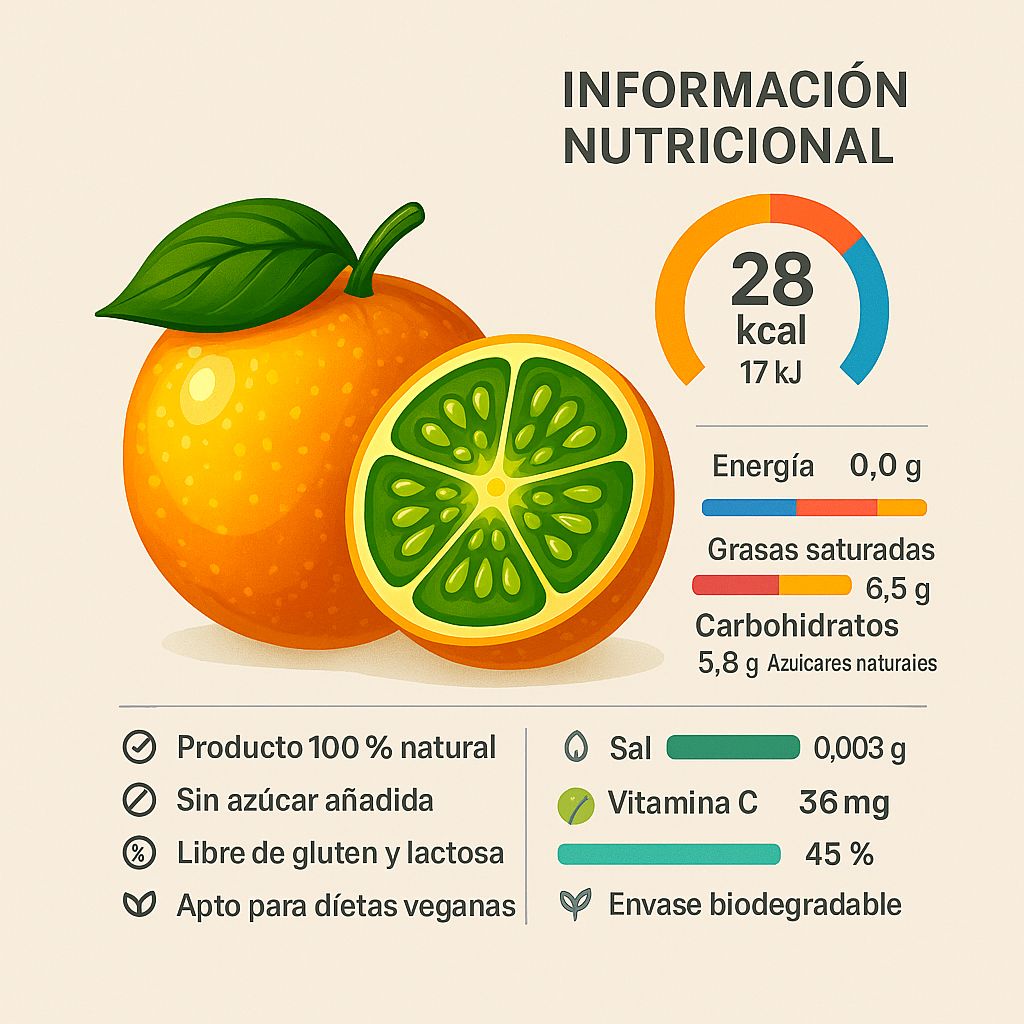 INFORMACIÓN
NUTRICIONAL
28
kcal
17 kJ
Energía 0,0 g
Grasas saturadas
6,5 g
Carbohidratos
5,8 g Azuicares naturaies
Producto 100 % natural
Sin azúcar añadida
Libre de gluten y lactosa
Apto para díetas veganas
Sal 0,003 g
Vitamina C 36 mg
45 %
Envase biodegradable